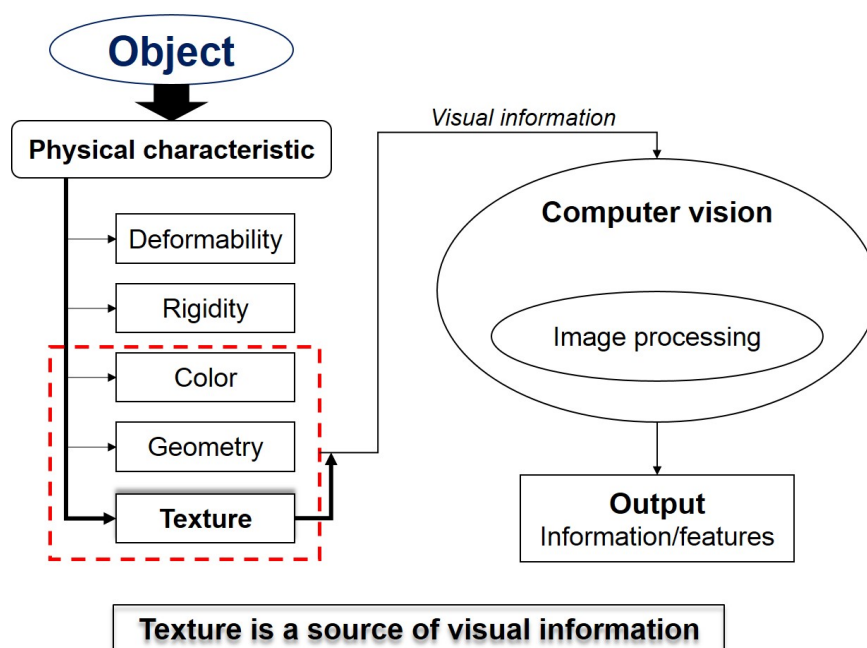 Object
Physical characteristic
Deformability
Rigidity
Color
Geometry
Texture
Visual information
Computer vision
Image processing
Output
Information/features
Texture is a source of visual information